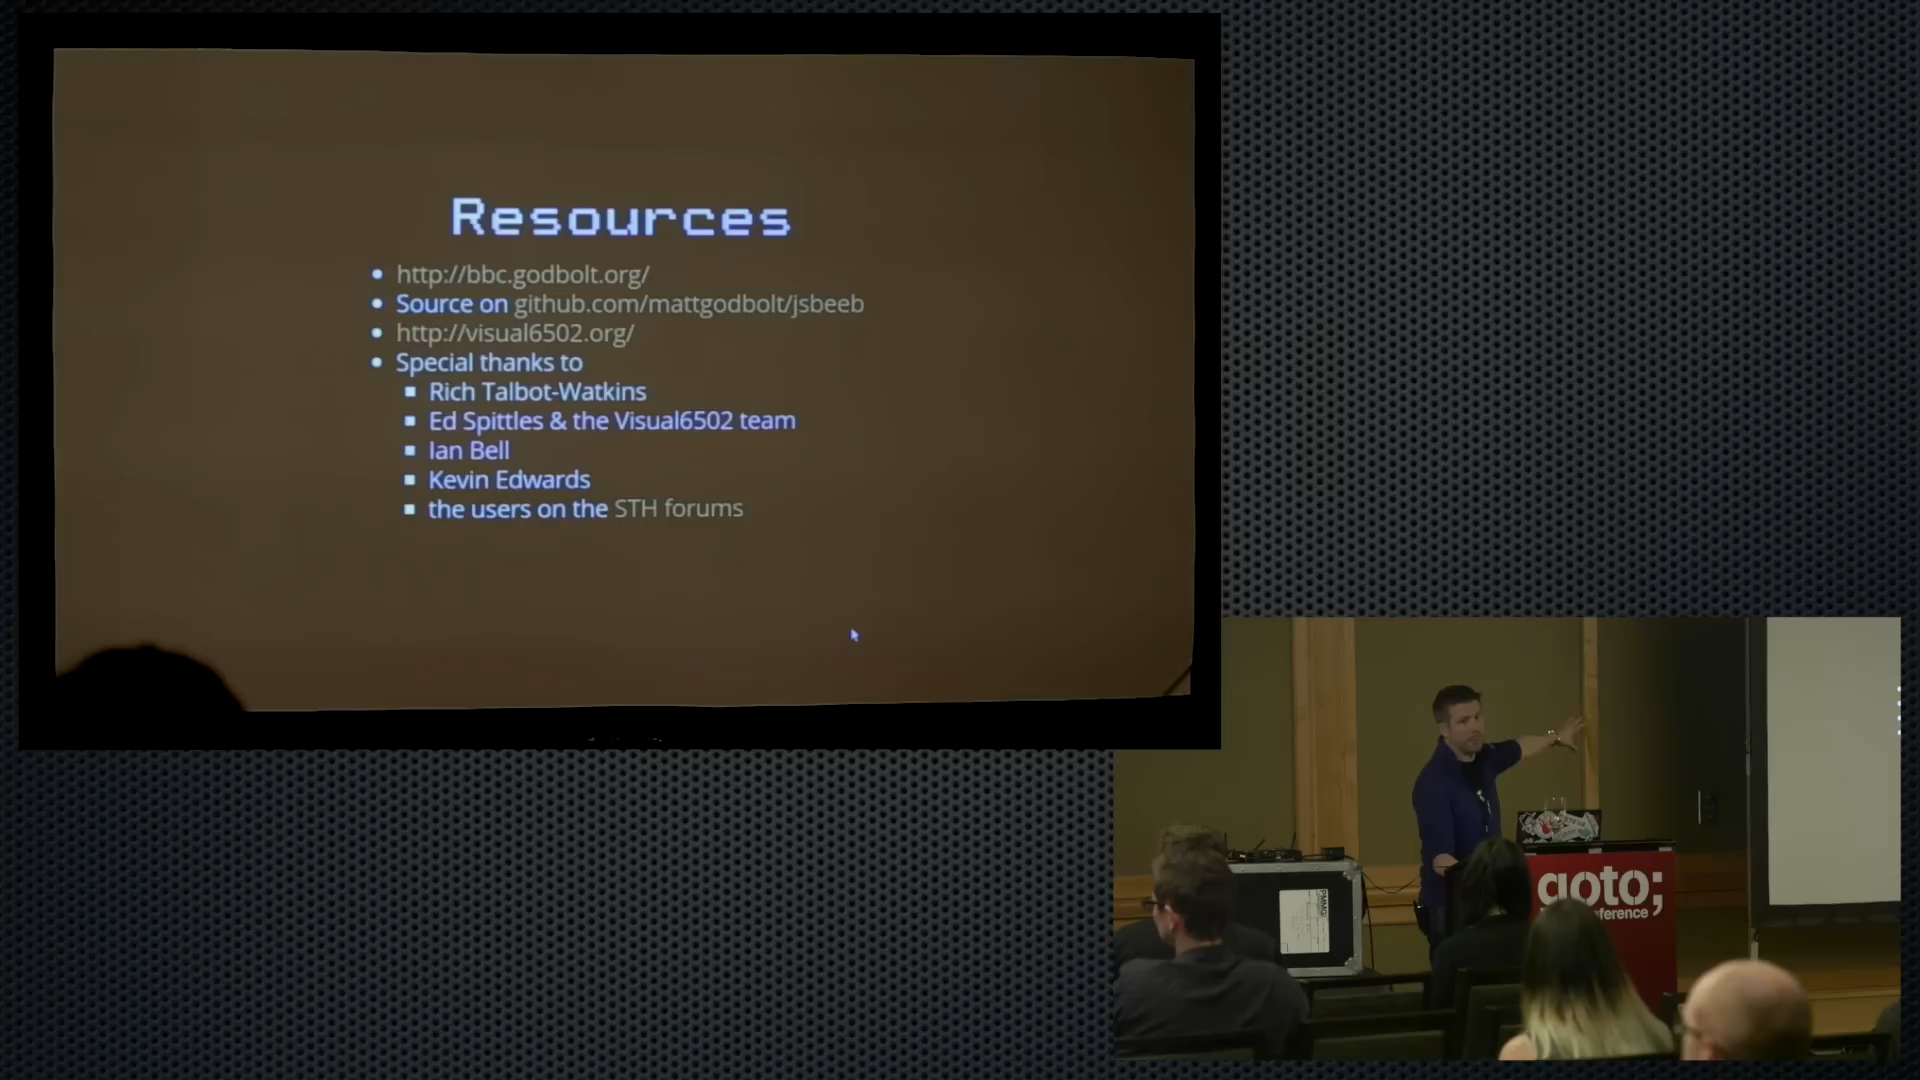 Resources
http://bbc.godbolt.org/
Source on github.com/mattgodbolt/jsbeeb
http://visual6502.org/
Special thanks to
Rich Talbot-Watkins
Ed Spittles & the Visual6502 team
Ian Bell
Kevin Edwards
the users on the STH forums
goto;
ference